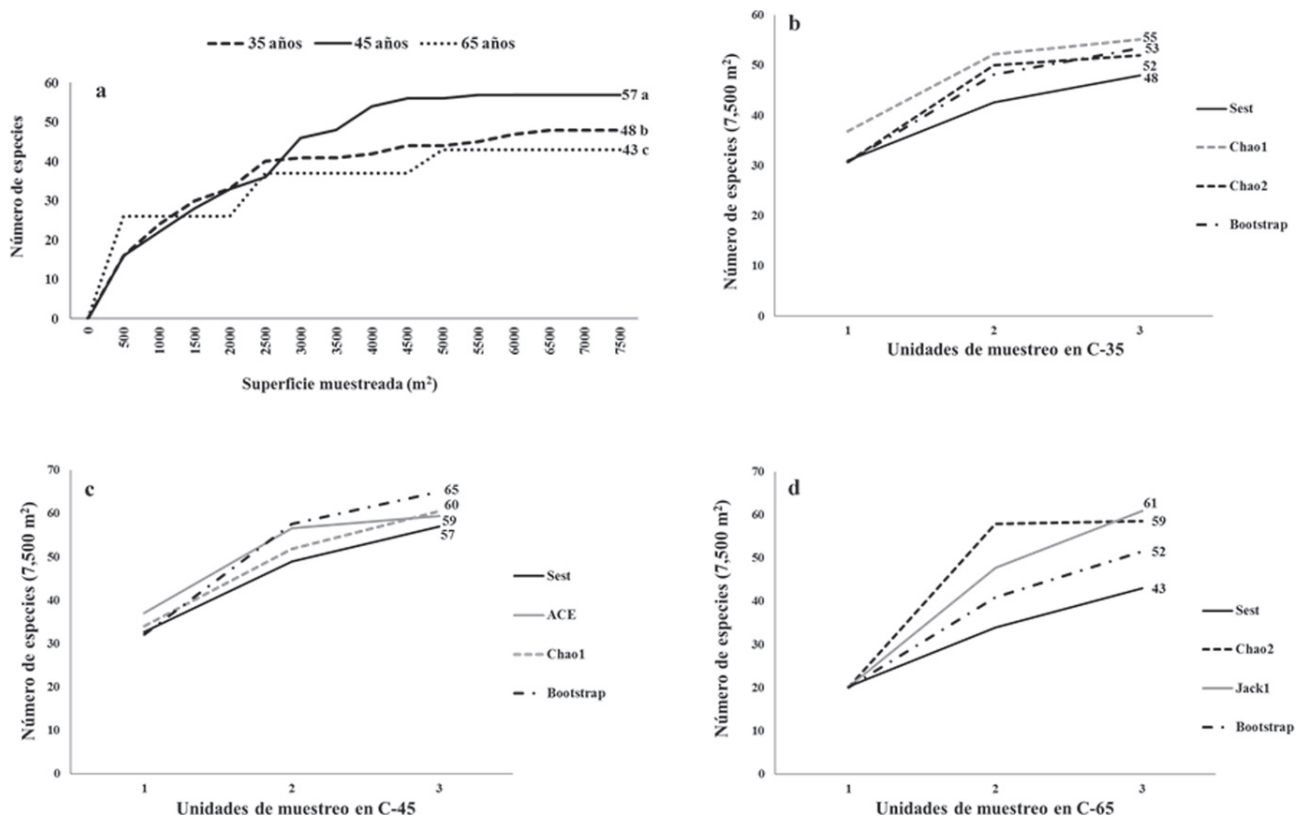 35 años
45 años
65 años
a
Número de especies
60
50
40
30
20
10
0
57 a
48 b
43 c
0
500
1000
1500
2000
2500
3000
3500
4000
4500
5000
5500
6000
6500
7000
7500
Superficie muestreada (m²)
b
Número de especies (7,500 m²)
60
50
40
30
20
10
0
55
53
52
48
1
2
3
Unidades de muestreo en C-35
Sest
Chao1
Chao2
Bootstrap
c
Número de especies (7,500 m²)
70
60
50
40
30
20
10
0
65
60
59
57
1
2
3
Unidades de muestreo en C-45
Sest
ACE
Chao1
Bootstrap
d
Número de especies (7,500 m²)
70
60
50
40
30
20
10
0
61
59
52
43
1
2
3
Unidades de muestreo en C-65
Sest
Chao2
Jack1
Bootstrap